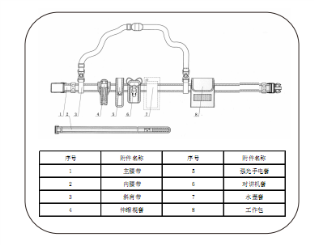 1 2 3 4 5 6 7 8
序号 附件名称 序号 附件名称
1 主腰带 5 强光手电套
2 内腰带 6 对讲机套
3 斜肩带 7 水壶套
4 伸缩棍套 8 工作包